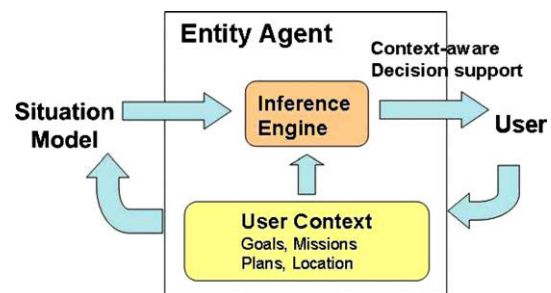 Entity Agent
Context-aware
Decision support
Situation
Model
Inference
Engine
User
User Context
Goals, Missions
Plans, Location